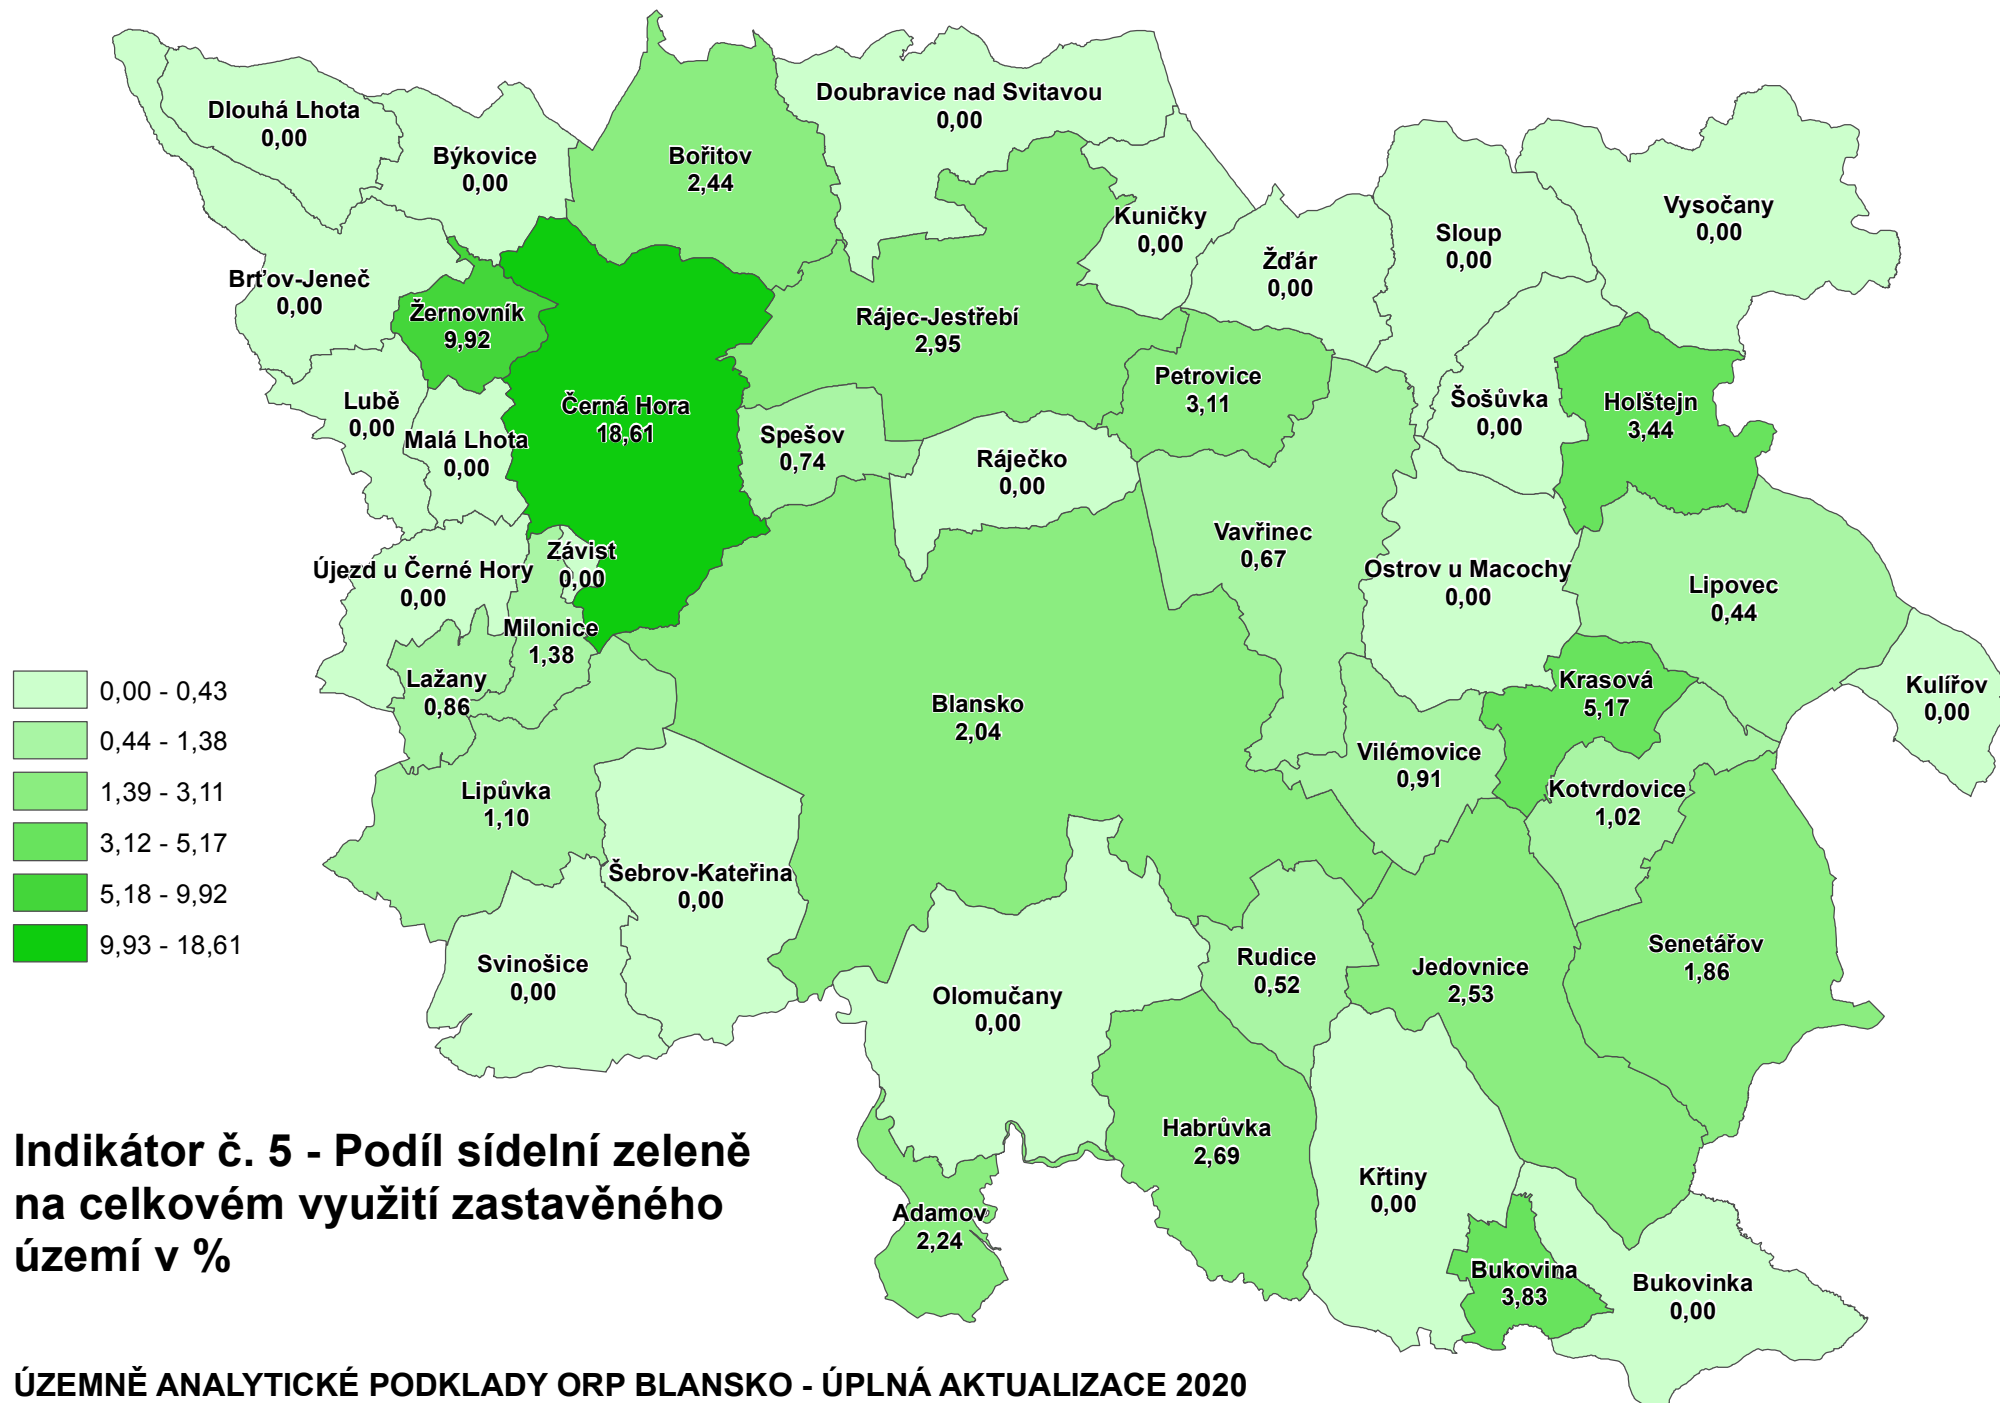 Dlouhá Lhota
0,00
Býkovice
0,00
Bořitov
2,44
Doubravice nad Svitavou
0,00
Kuničky
0,00
Žďár
0,00
Sloup
0,00
Vysočany
0,00
Brťov-Jeneč
0,00
Žernovník
9,92
Rájec-Jestřebí
2,95
Petrovice
3,11
Šošůvka
0,00
Holštejn
3,44
Lubě
0,00
Malá Lhota
0,00
Černá Hora
18,61
Spešov
0,74
Ráječko
0,00
Vavřinec
0,67
Ostrov u Macochy
0,00
Lipovec
0,44
Závist
0,00
Újezd u Černé Hory
0,00
Milonice
1,38
Lažany
0,86
Blansko
2,04
Krasová
5,17
Kulířov
0,00
Vilémovice
0,91
Kotvrdovice
1,02
Lipůvka
1,10
Šebrov-Kateřina
0,00
Svinošice
0,00
Olomučany
0,00
Rudice
0,52
Jedovnice
2,53
Senetářov
1,86
Habrůvka
2,69
Křtiny
0,00
Adamov
2,24
Bukovina
3,83
Bukovinka
0,00
0,00 - 0,43
0,44 - 1,38
1,39 - 3,11
3,12 - 5,17
5,18 - 9,92
9,93 - 18,61
Indikátor č. 5 - Podíl sídelní zeleně
na celkovém využití zastavěného
území v %
ÚZEMNĚ ANALYTICKÉ PODKLADY ORP BLANSKO - ÚPLNÁ AKTUALIZACE 2020